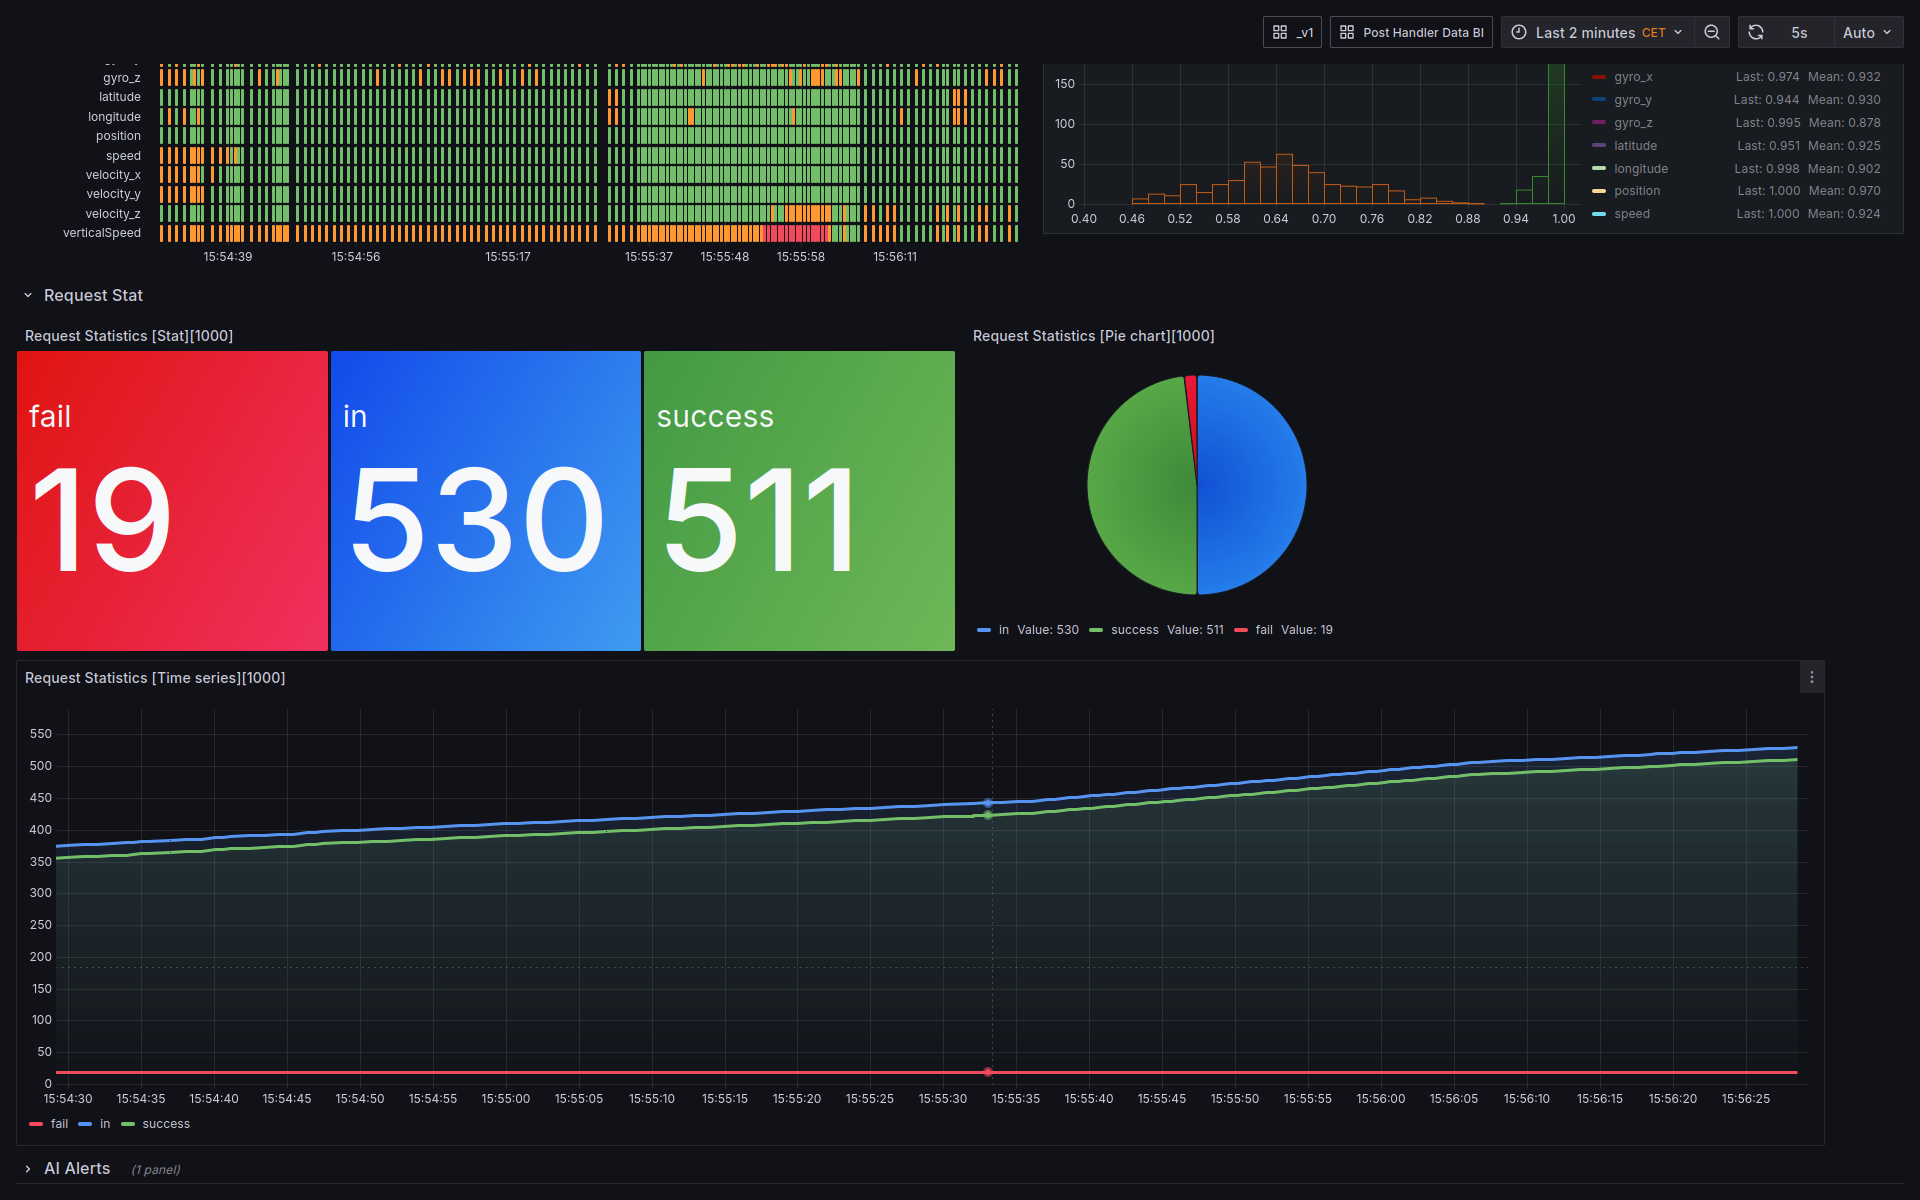 _v1 Post Handler Data BI Last 2 minutes CET 5s Auto
gyro_z
latitude
longitude
position
speed
velocity_x
velocity_y
velocity_z
verticalSpeed
15:54:39 15:54:56 15:55:17 15:55:37 15:55:48 15:55:58 15:56:11
150
100
50
0
0.40 0.46 0.52 0.58 0.64 0.70 0.76 0.82 0.88 0.94 1.00
gyro_x Last: 0.974 Mean: 0.932
gyro_y Last: 0.944 Mean: 0.930
gyro_z Last: 0.995 Mean: 0.878
latitude Last: 0.951 Mean: 0.925
longitude Last: 0.998 Mean: 0.902
position Last: 1.000 Mean: 0.970
speed Last: 1.000 Mean: 0.924
Request Stat
Request Statistics [Stat][1000]
fail
19
in
530
success
511
Request Statistics [Pie chart][1000]
in Value: 530 success Value: 511 fail Value: 19
Request Statistics [Time series][1000]
550
500
450
400
350
300
250
200
150
100
50
0
15:54:30 15:54:35 15:54:40 15:54:45 15:54:50 15:54:55 15:55:00 15:55:05 15:55:10 15:55:15 15:55:20 15:55:25 15:55:30 15:55:35 15:55:40 15:55:45 15:55:50 15:55:55 15:56:00 15:56:05 15:56:10 15:56:15 15:56:20 15:56:25
fail in success
AI Alerts (1 panel)